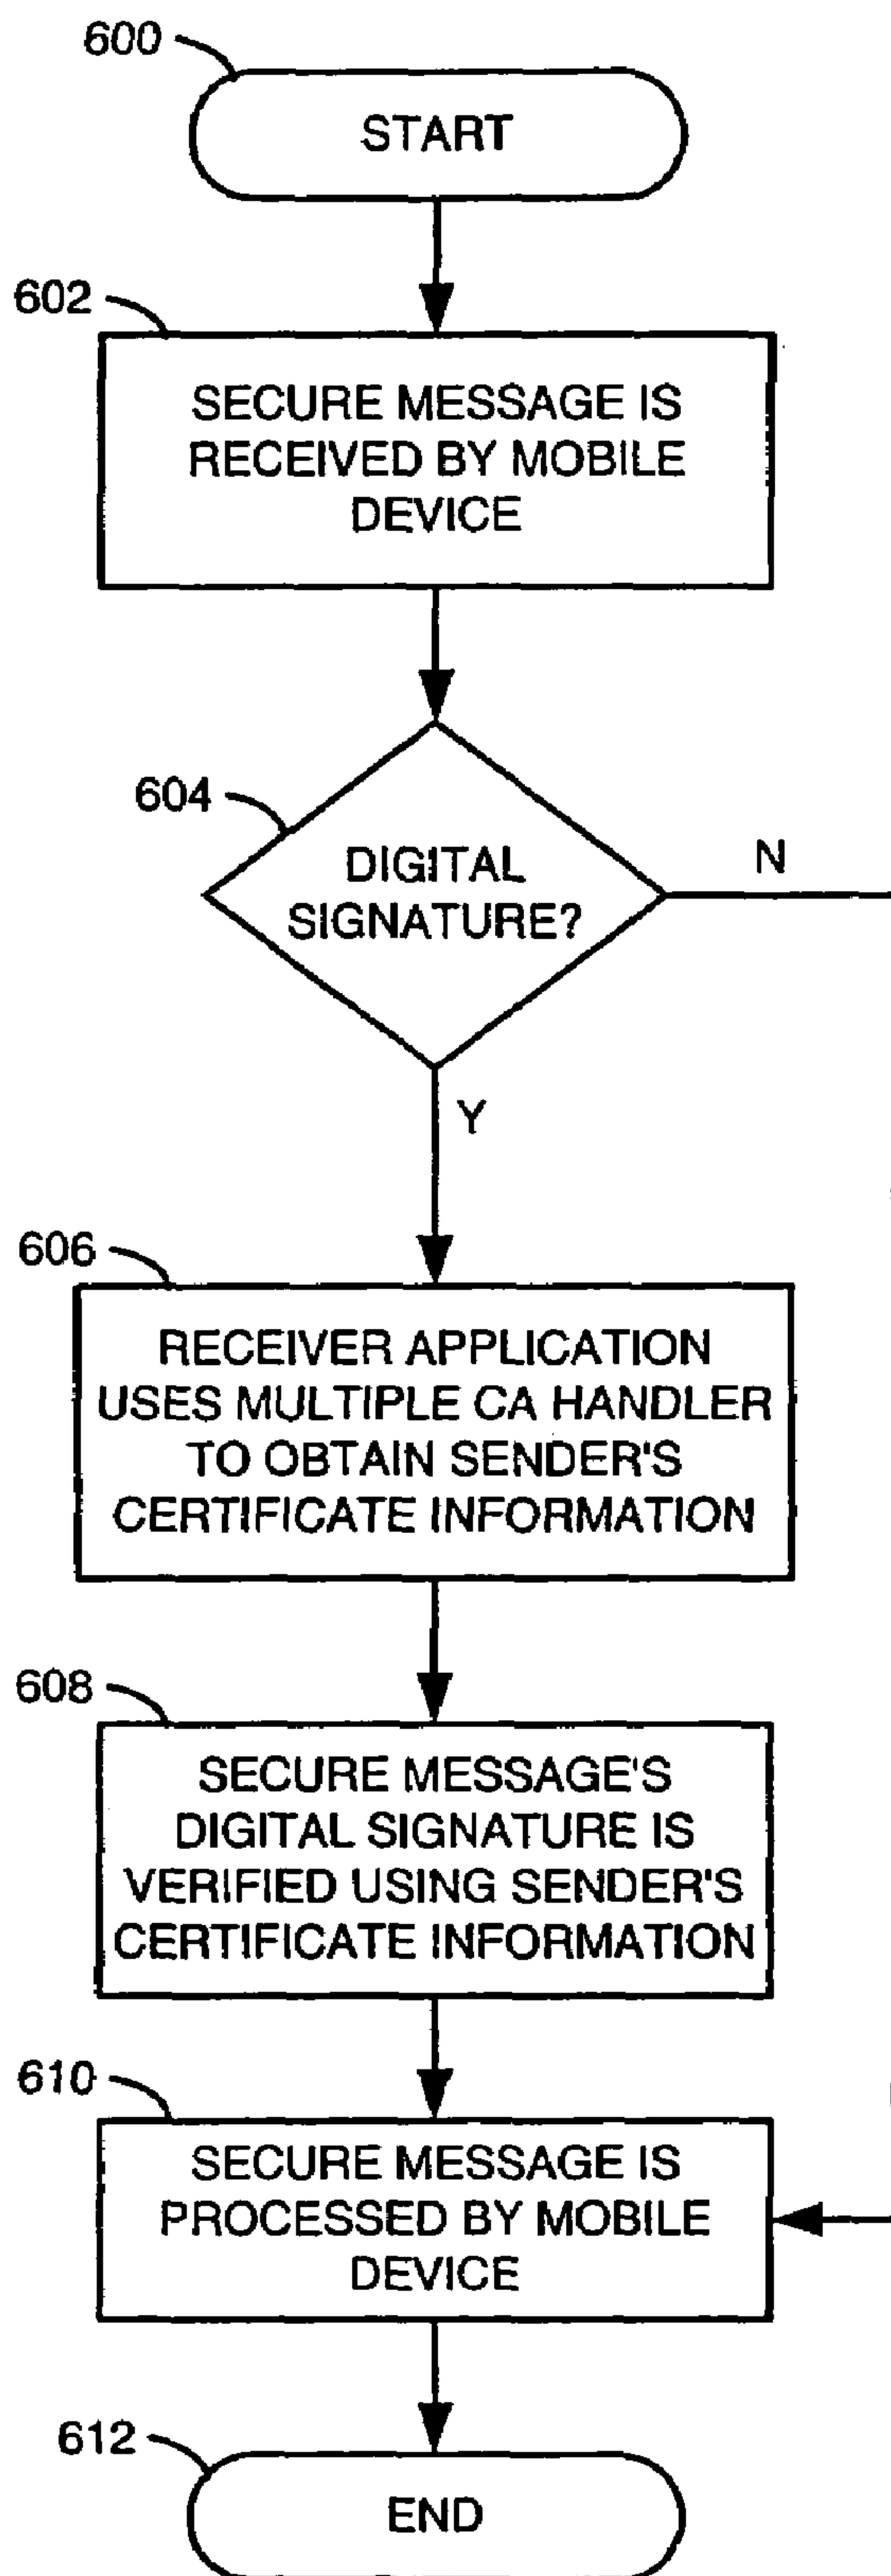 600
START
602
SECURE MESSAGE IS
RECEIVED BY MOBILE
DEVICE
604
DIGITAL
SIGNATURE?
N
Y
606
RECEIVER APPLICATION
USES MULTIPLE CA HANDLER
TO OBTAIN SENDER'S
CERTIFICATE INFORMATION
608
SECURE MESSAGE'S
DIGITAL SIGNATURE IS
VERIFIED USING SENDER'S
CERTIFICATE INFORMATION
610
SECURE MESSAGE IS
PROCESSED BY MOBILE
DEVICE
612
END